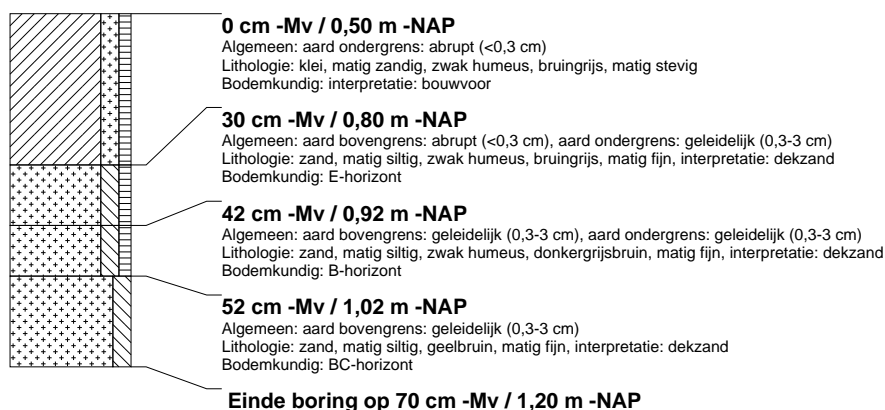 0 cm -Mv / 0,50 m -NAP
Algemeen: aard ondergrens: abrupt (<0,3 cm)
Lithologie: klei, matig zandig, zwak humeus, bruingrijs, matig stevig
Bodemkundig: interpretatie: bouwvoor
30 cm -Mv / 0,80 m -NAP
Algemeen: aard bovengrens: abrupt (<0,3 cm), aard ondergrens: geleidelijk (0,3-3 cm)
Lithologie: zand, matig siltig, zwak humeus, bruingrijs, matig fijn, interpretatie: dekzand
Bodemkundig: E-horizont
42 cm -Mv / 0,92 m -NAP
Algemeen: aard bovengrens: geleidelijk (0,3-3 cm), aard ondergrens: geleidelijk (0,3-3 cm)
Lithologie: zand, matig siltig, zwak humeus, donkergrijsbruin, matig fijn, interpretatie: dekzand
Bodemkundig: B-horizont
52 cm -Mv / 1,02 m -NAP
Algemeen: aard bovengrens: geleidelijk (0,3-3 cm)
Lithologie: zand, matig siltig, geelbruin, matig fijn, interpretatie: dekzand
Bodemkundig: BC-horizont
Einde boring op 70 cm -Mv / 1,20 m -NAP